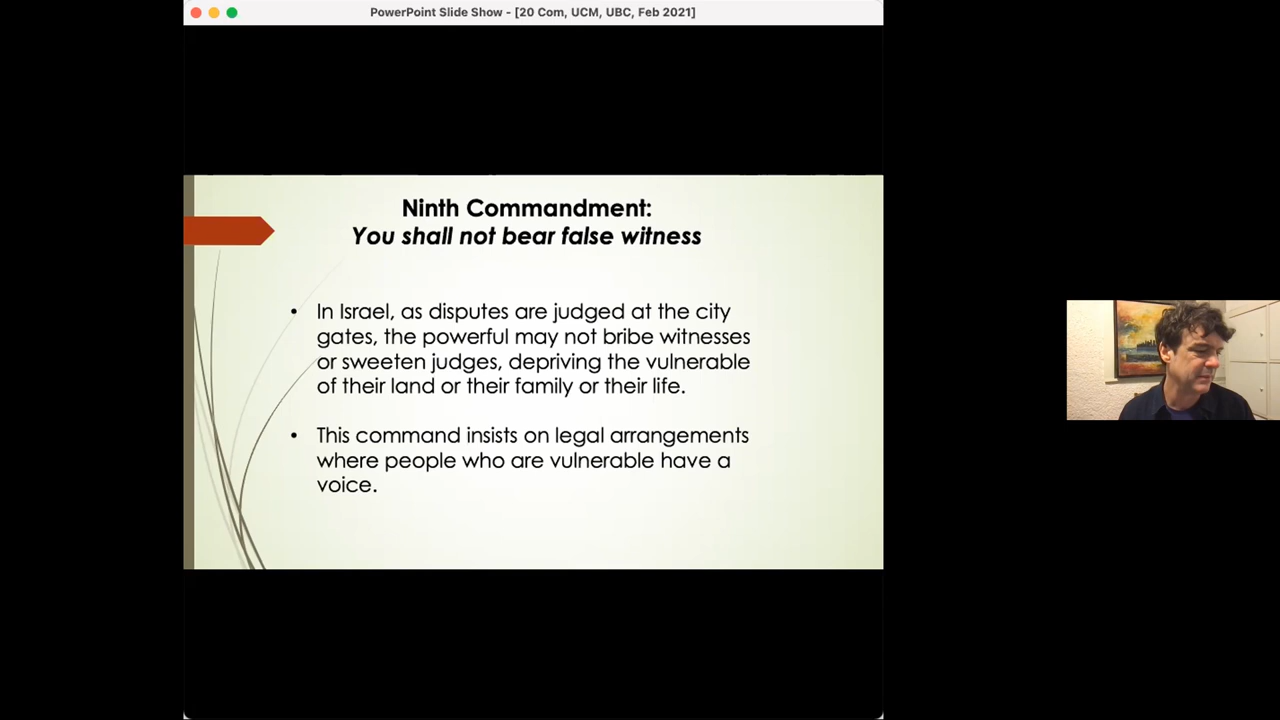 PowerPoint Slide Show - [20 Com, UCM, UBC, Feb 2021]
Ninth Commandment:
You shall not bear false witness
• In Israel, as disputes are judged at the city
gates, the powerful may not bribe witnesses
or sweeten judges, depriving the vulnerable
of their land or their family or their life.
• This command insists on legal arrangements
where people who are vulnerable have a
voice.